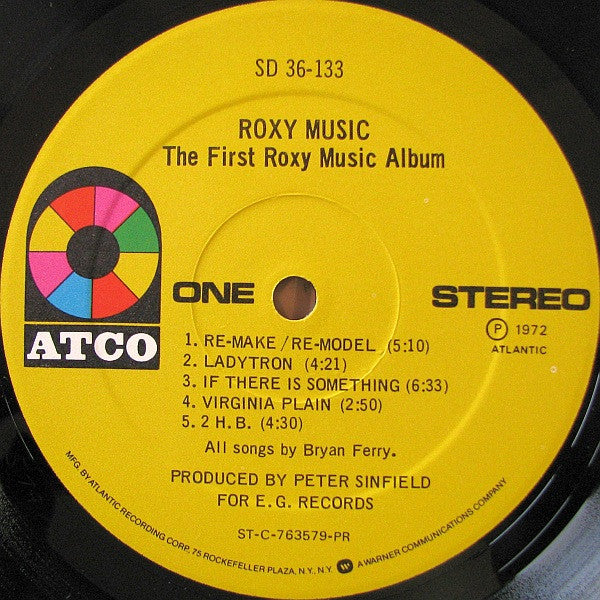 SD 36-133
ROXY MUSIC
The First Roxy Music Album
ATCO
ONE
STEREO
Ⓟ 1972
ATLANTIC
1. RE-MAKE/RE-MODEL (5:10)
2. LADYTRON (4:21)
3. IF THERE IS SOMETHING (6:33)
4. VIRGINIA PLAIN (2:50)
5. 2 H.B. (4:30)
All songs by Bryan Ferry.
PRODUCED BY PETER SINFIELD
FOR E.G. RECORDS
ST-C-763579-PR
MFG. BY ATLANTIC RECORDING CORP. 75 ROCKEFELLER PLAZA, N.Y., N.Y. A WARNER COMMUNICATIONS COMPANY